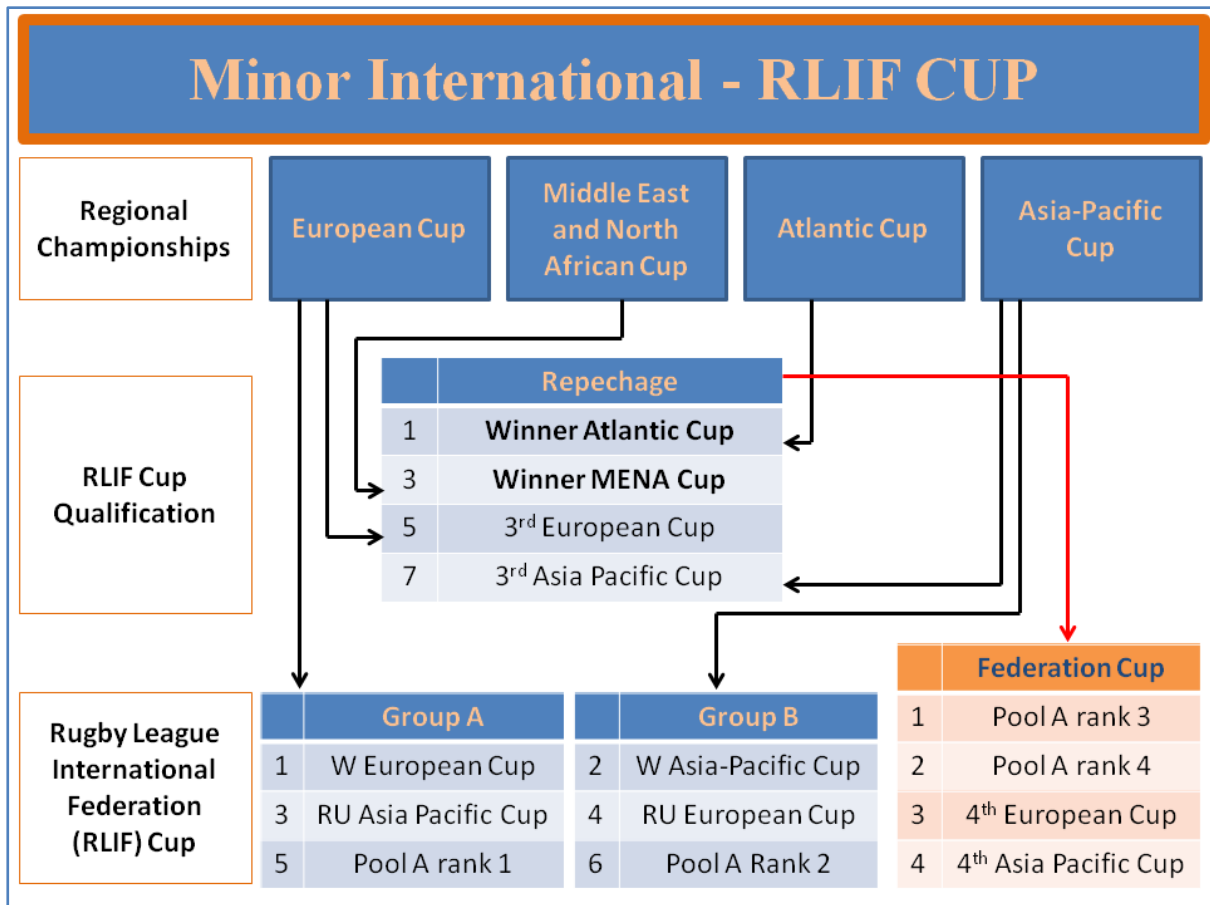 Minor International - RLIF CUP
Regional
Championships
European Cup
Middle East
and North
African Cup
Atlantic Cup
Asia-Pacific
Cup
RLIF Cup
Qualification
Repechage
1 Winner Atlantic Cup
3 Winner MENA Cup
5 3rd European Cup
7 3rd Asia Pacific Cup
Rugby League
International
Federation
(RLIF) Cup
Group A
1 W European Cup
3 RU Asia Pacific Cup
5 Pool A rank 1
Group B
2 W Asia-Pacific Cup
4 RU European Cup
6 Pool A Rank 2
Federation Cup
1 Pool A rank 3
2 Pool A rank 4
3 4th European Cup
4 4th Asia Pacific Cup